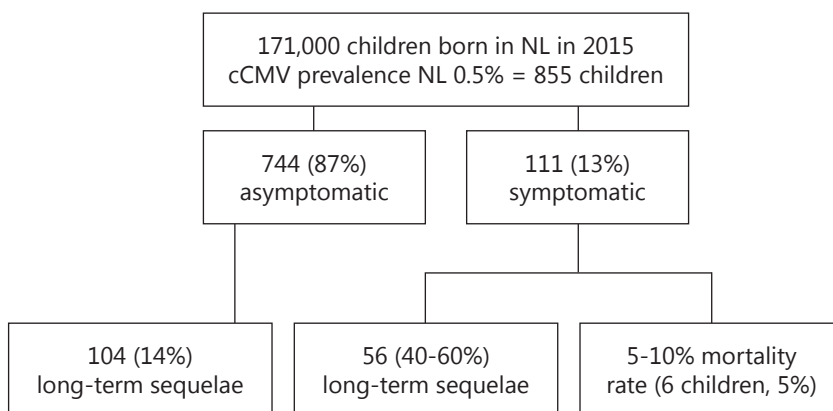 171,000 children born in NL in 2015
cCMV prevalence NL 0.5% = 855 children
744 (87%)
asymptomatic
111 (13%)
symptomatic
104 (14%)
long-term sequelae
56 (40-60%)
long-term sequelae
5-10% mortality
rate (6 children, 5%)